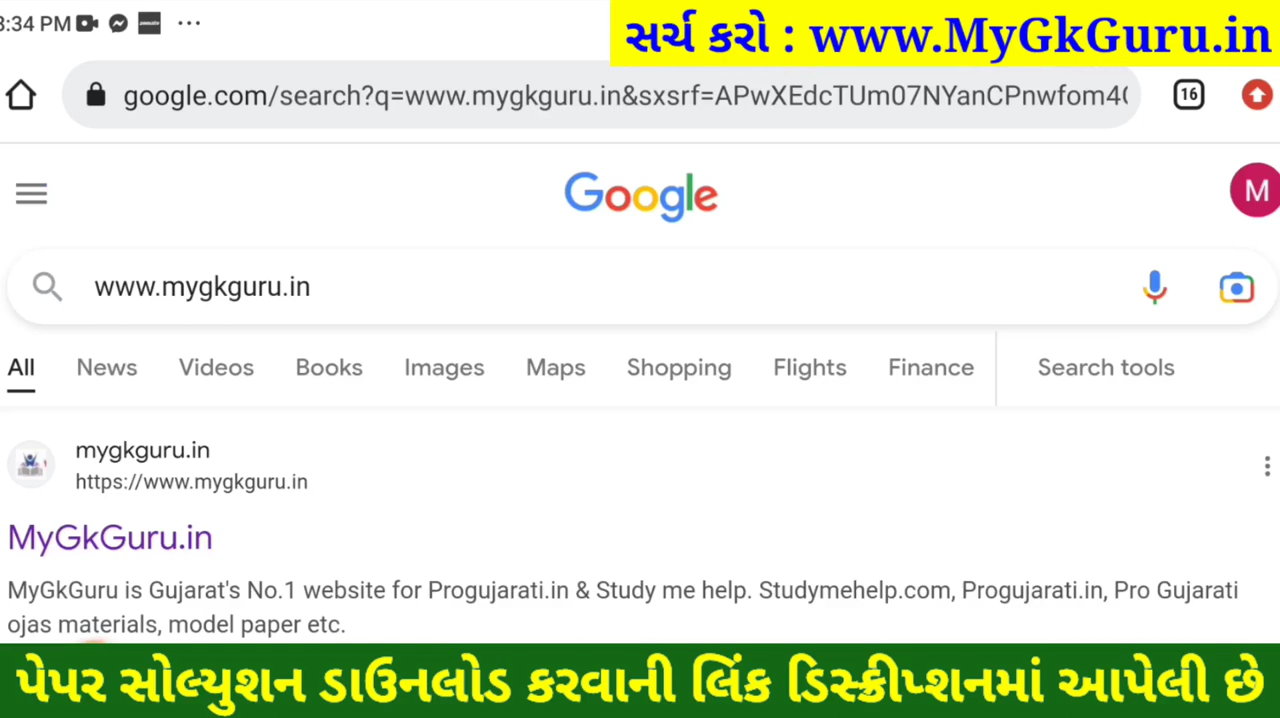 3:34 PM
સર્ચ કરો : www.MyGkGuru.in
google.com/search?q=www.mygkguru.in&sxsrf=APwXEdcTUm07NYanCPnwfom4
16
Google
M
www.mygkguru.in
All News Videos Books Images Maps Shopping Flights Finance Search tools
mygkguru.in
https://www.mygkguru.in
MyGkGuru.in
MyGkGuru is Gujarat's No.1 website for Progujarati.in & Study me help. Studymehelp.com, Progujarati.in, Pro Gujarati
ojas materials, model paper etc.
પેપર સોલ્યુશન ડાઉનલોડ કરવાની લિંક ડિસ્ક્રીપ્શનમાં આપેલી છે